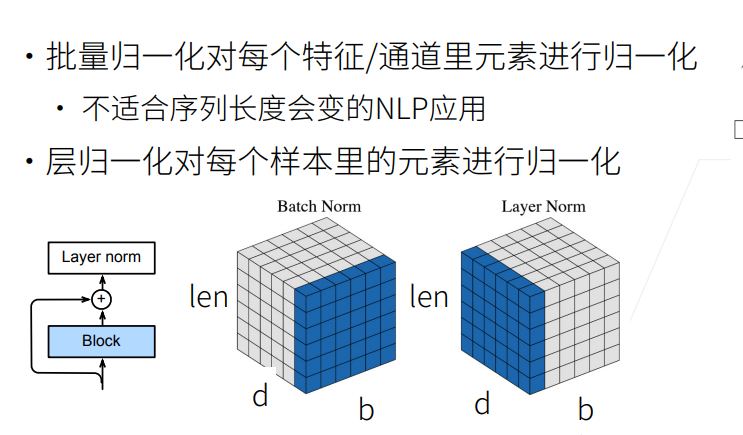 • 批量归一化对每个特征/通道里元素进行归一化
• 不适合序列长度会变的NLP应用
• 层归一化对每个样本里的元素进行归一化
Batch Norm
Layer Norm
Layer norm
+
Block
len
len
d
b
d
b